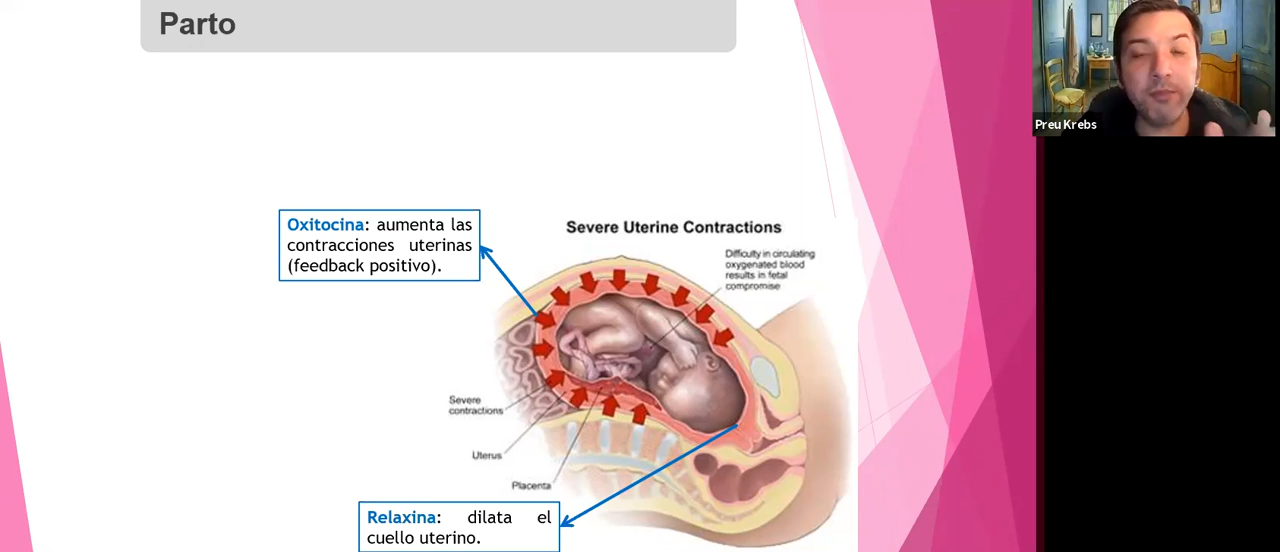 Parto
Preu Krebs
Oxitocina: aumenta las
contracciones uterinas
(feedback positivo).
Severe Uterine Contractions
Difficulty in circulating
oxygenated blood
results in fetal
compromise
Severe
contractions
Uterus
Placenta
Relaxina: dilata el
cuello uterino.